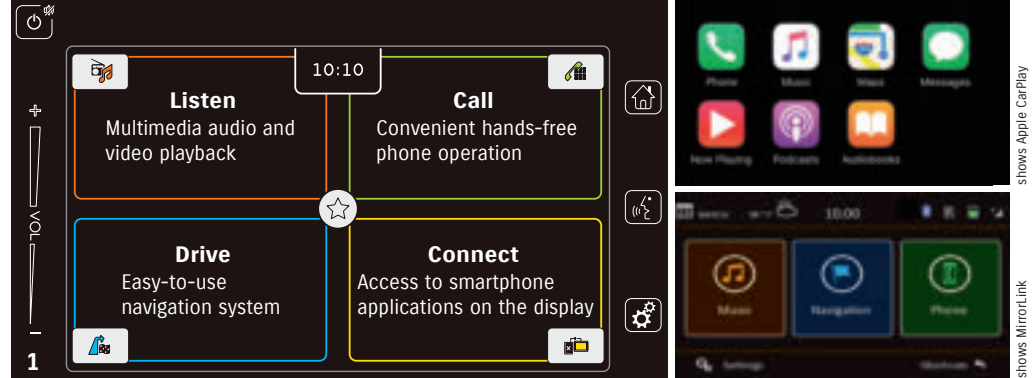 10:10
Listen
Multimedia audio and
video playback
Call
Convenient hands-free
phone operation
Drive
Easy-to-use
navigation system
Connect
Access to smartphone
applications on the display
+
VOL
−
1
Phone
Music
Maps
Messages
Now Playing
Podcasts
Audiobooks
shows Apple CarPlay
10:00
Music
Navigation
Phone
Settings
shows MirrorLink